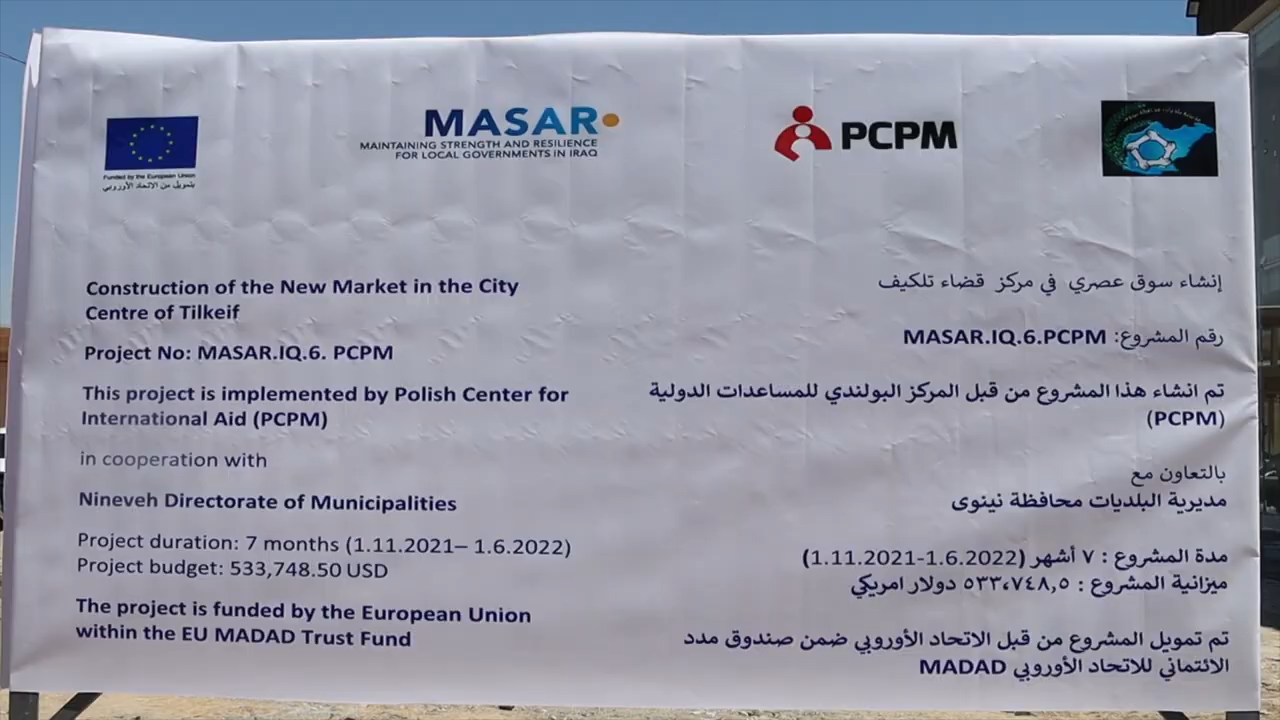 Funded by the European Union
بتمويل من الاتحاد الأوروبي
MASAR
MAINTAINING STRENGTH AND RESILIENCE
FOR LOCAL GOVERNMENTS IN IRAQ
PCPM
Construction of the New Market in the City
Centre of Tilkeif
Project No: MASAR.IQ.6. PCPM
This project is implemented by Polish Center for
International Aid (PCPM)
in cooperation with
Nineveh Directorate of Municipalities
Project duration: 7 months (1.11.2021– 1.6.2022)
Project budget: 533,748.50 USD
The project is funded by the European Union
within the EU MADAD Trust Fund
إنشاء سوق عصري في مركز قضاء تلكيف
رقم المشروع: MASAR.IQ.6.PCPM
تم انشاء هذا المشروع من قبل المركز البولندي للمساعدات الدولية
(PCPM)
بالتعاون مع
مديرية البلديات محافظة نينوى
مدة المشروع : ٧ أشهر (1.11.2021-1.6.2022)
ميزانية المشروع : ٥٣٣،٧٤٨,٥ دولار امريكي
تم تمويل المشروع من قبل الاتحاد الأوروبي ضمن صندوق مدد
الائتماني للاتحاد الأوروبي MADAD